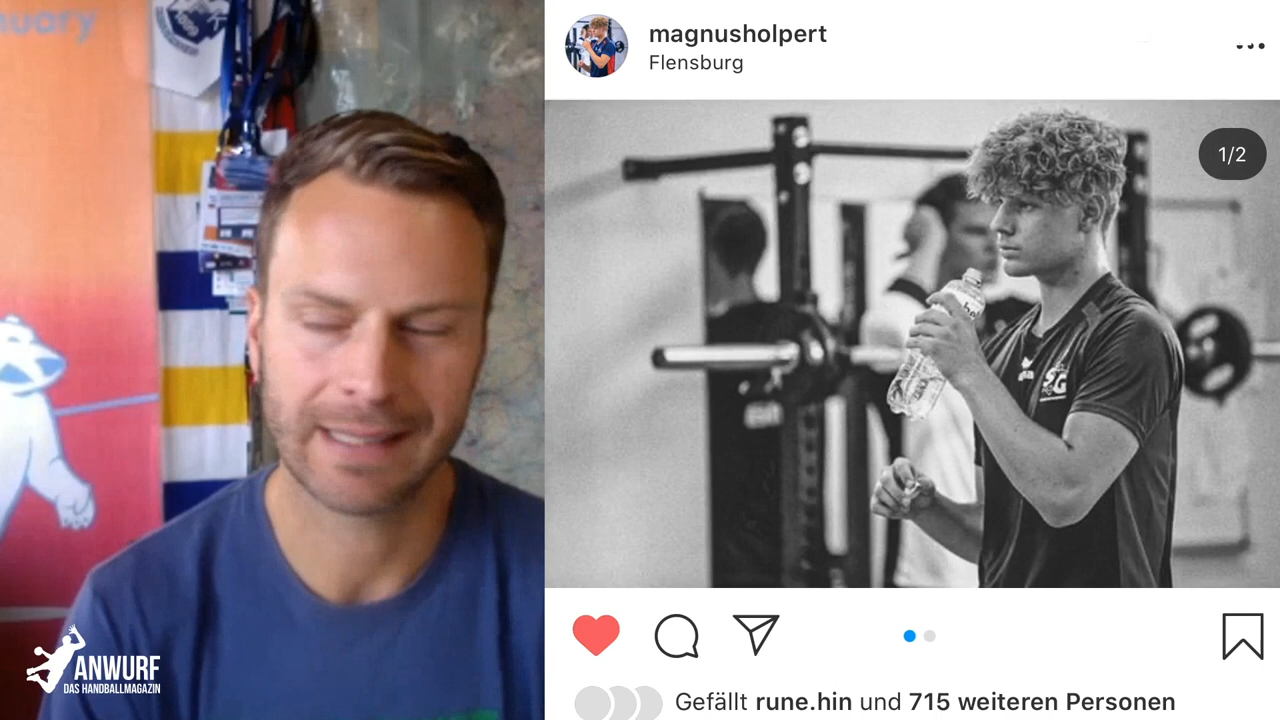 magnusholpert
Flensburg
1/2
SG
ANWURF
DAS HANDBALLMAGAZIN
Gefällt rune.hin und 715 weiteren Personen